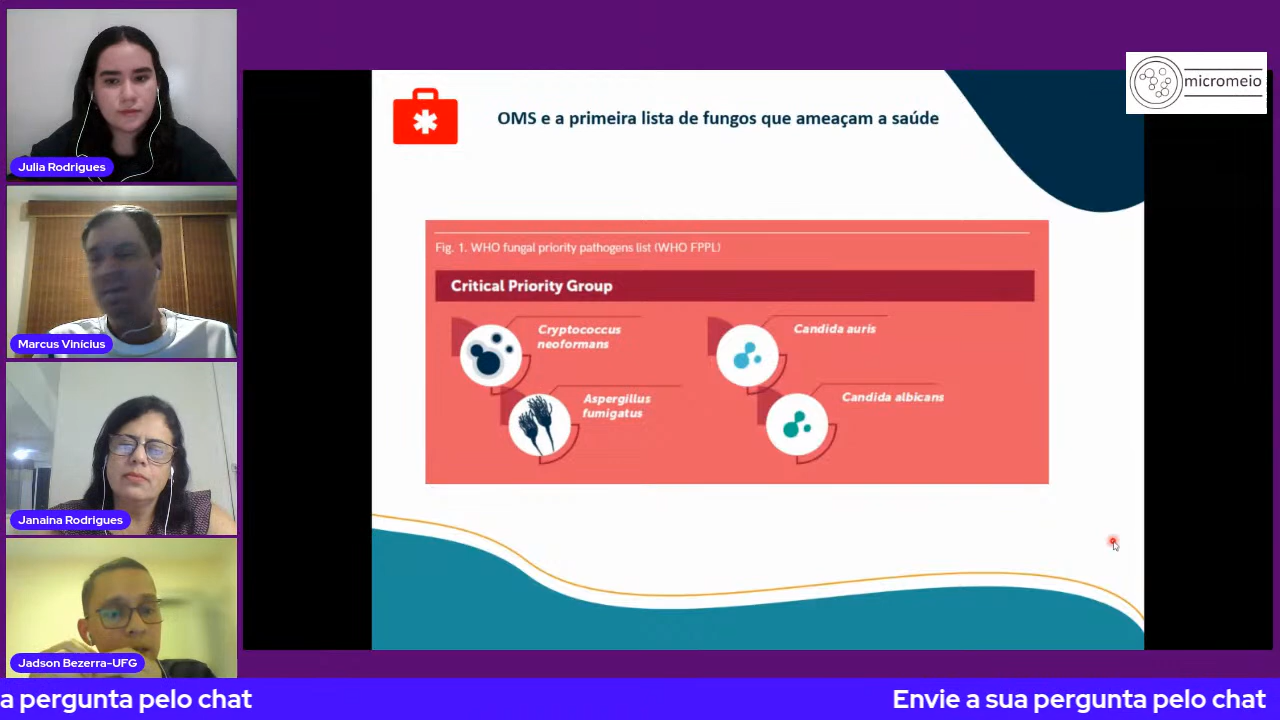 Julia Rodrigues
Marcus Vinícius
Janaina Rodrigues
Jadson Bezerra-UFG
micromeio
OMS e a primeira lista de fungos que ameaçam a saúde
Fig. 1. WHO fungal priority pathogens list (WHO FPPL)
Critical Priority Group
Cryptococcus
neoformans
Candida auris
Aspergillus
fumigatus
Candida albicans
a pergunta pelo chat
Envie a sua pergunta pelo chat